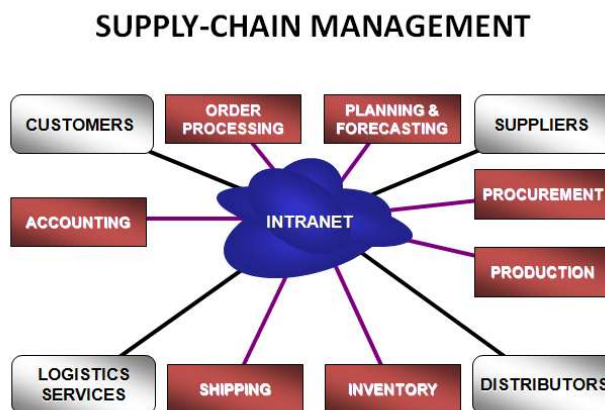 SUPPLY-CHAIN MANAGEMENT
CUSTOMERS
ORDER
PROCESSING
PLANNING &
FORECASTING
SUPPLIERS
ACCOUNTING
INTRANET
PROCUREMENT
PRODUCTION
LOGISTICS
SERVICES
SHIPPING
INVENTORY
DISTRIBUTORS